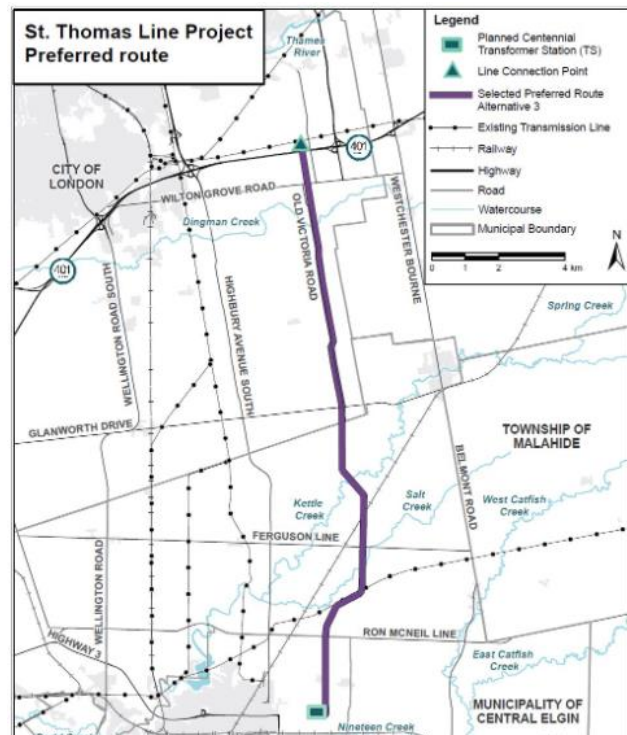 St. Thomas Line Project
Preferred route
Legend
Planned Centennial
Transformer Station (TS)
Line Connection Point
Selected Preferred Route
Alternative 3
Existing Transmission Line
Railway
Highway
Road
Watercourse
Municipal Boundary
N
0 1 2 4 km
Thames
River
401
CITY OF
LONDON
WILTON GROVE ROAD
Dingman Creek
OLD VICTORIA ROAD
WESTCHESTER BOURNE
401
WELLINGTON ROAD SOUTH
HIGHBURY AVENUE SOUTH
Spring Creek
GLANWORTH DRIVE
TOWNSHIP OF
MALAHIDE
BELMONT ROAD
Kettle
Creek
Salt
Creek
West Catfish
Creek
FERGUSON LINE
WELLINGTON ROAD
HIGHWAY 3
RON MCNEIL LINE
East Catfish
Creek
MUNICIPALITY OF
CENTRAL ELGIN
Nineteen Creek